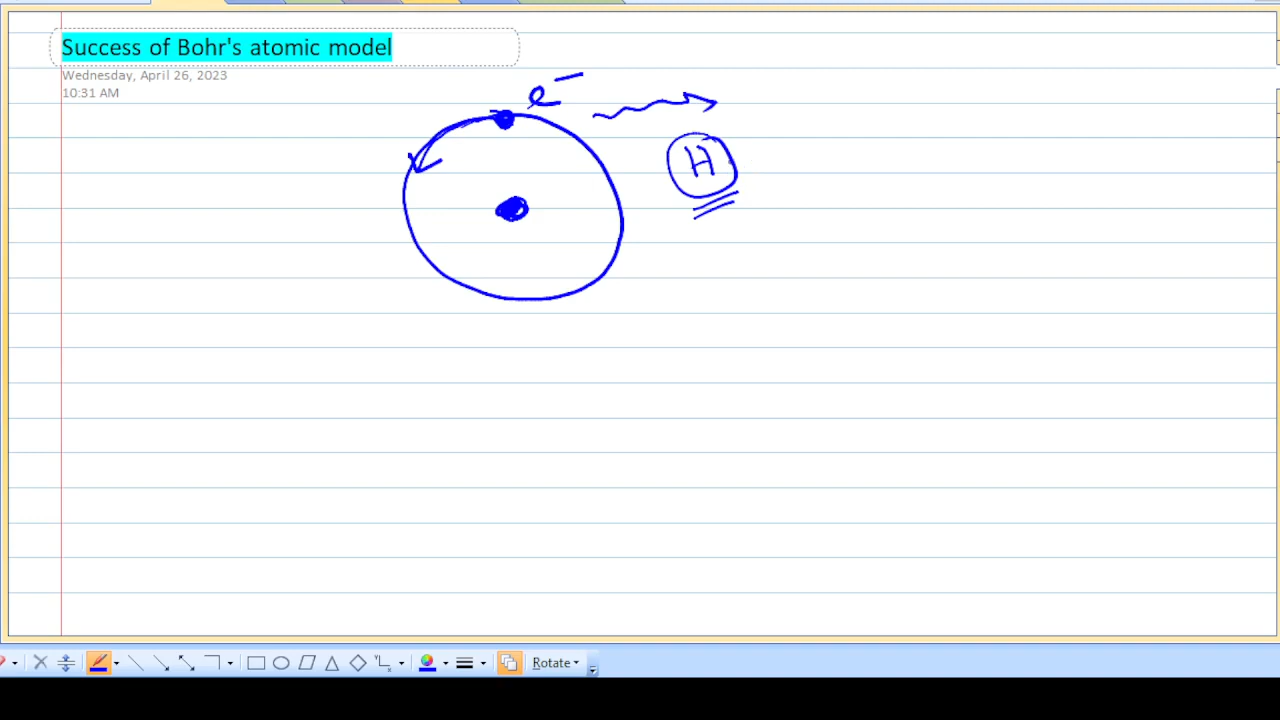 Success of Bohr's atomic model
Wednesday, April 26, 2023
10:31 AM
e⁻
H
Rotate